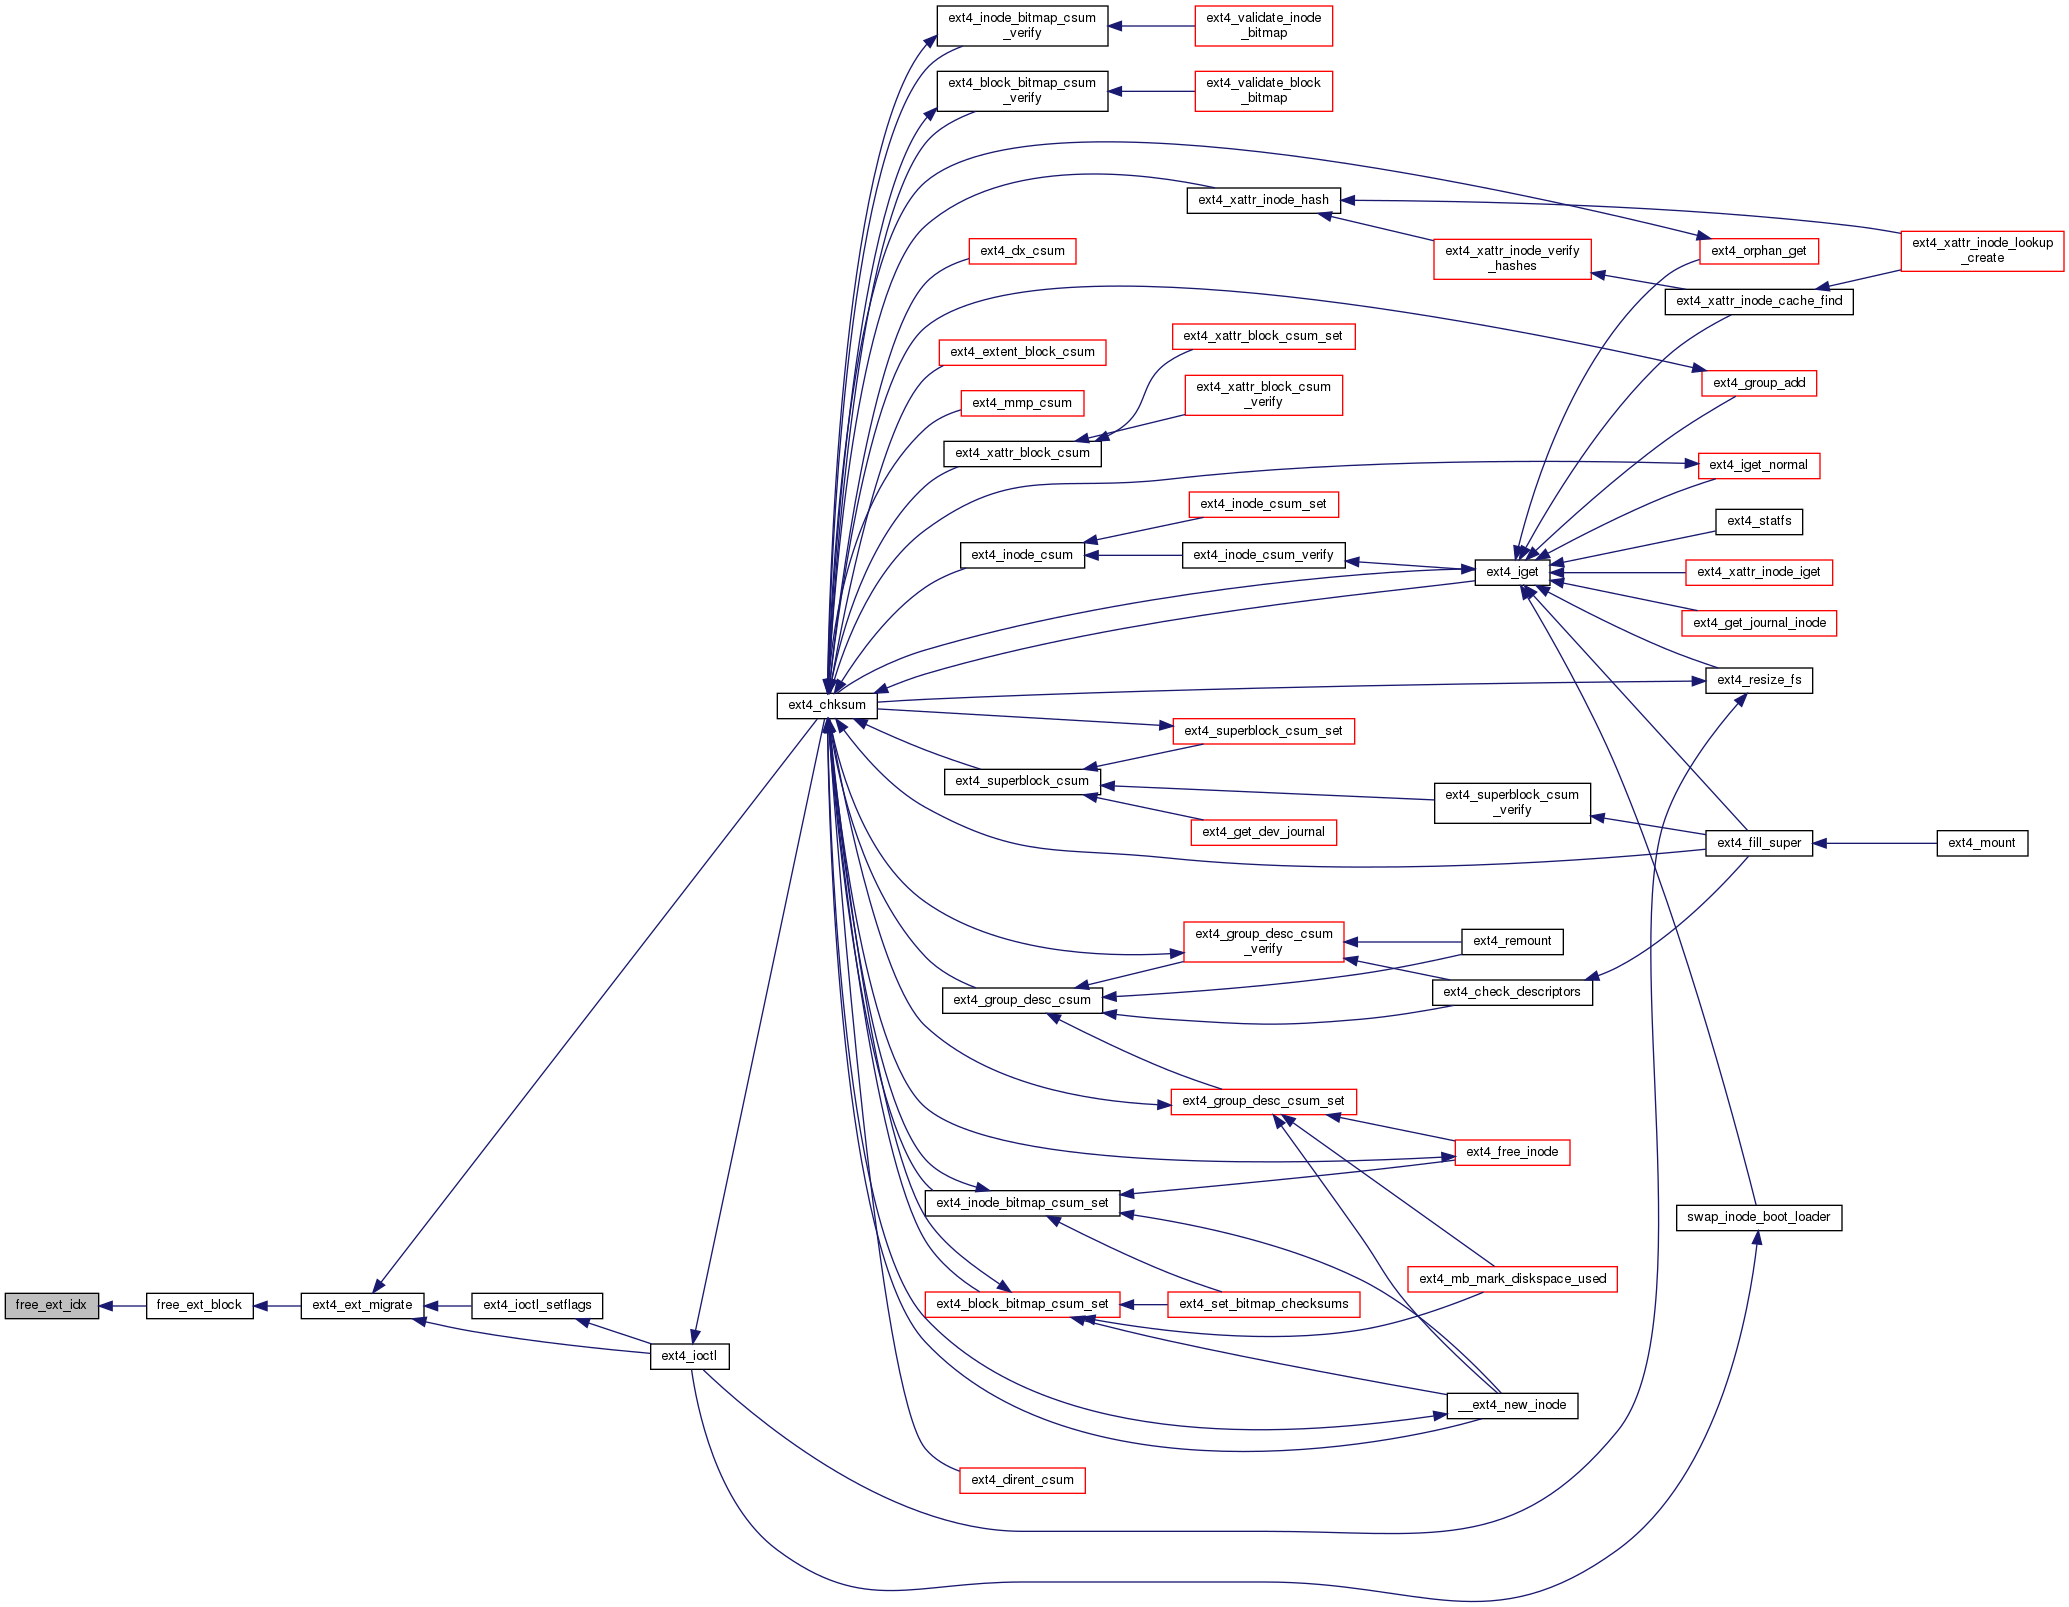 ext4_inode_bitmap_csum
_verify
ext4_validate_inode
_bitmap
ext4_block_bitmap_csum
_verify
ext4_validate_block
_bitmap
ext4_xattr_inode_hash
ext4_dx_csum
ext4_xattr_inode_verify
_hashes
ext4_orphan_get
ext4_xattr_inode_lookup
_create
ext4_xattr_inode_cache_find
ext4_xattr_block_csum_set
ext4_extent_block_csum
ext4_xattr_block_csum
_verify
ext4_group_add
ext4_mmp_csum
ext4_xattr_block_csum
ext4_iget_normal
ext4_inode_csum_set
ext4_statfs
ext4_inode_csum
ext4_inode_csum_verify
ext4_iget
ext4_xattr_inode_iget
ext4_get_journal_inode
ext4_resize_fs
ext4_chksum
ext4_superblock_csum_set
ext4_superblock_csum
ext4_superblock_csum
_verify
ext4_get_dev_journal
ext4_fill_super
ext4_mount
ext4_group_desc_csum
_verify
ext4_remount
ext4_group_desc_csum
ext4_check_descriptors
ext4_group_desc_csum_set
ext4_free_inode
ext4_inode_bitmap_csum_set
swap_inode_boot_loader
ext4_mb_mark_diskspace_used
free_ext_idx
free_ext_block
ext4_ext_migrate
ext4_ioctl_setflags
ext4_block_bitmap_csum_set
ext4_set_bitmap_checksums
ext4_ioctl
__ext4_new_inode
ext4_dirent_csum